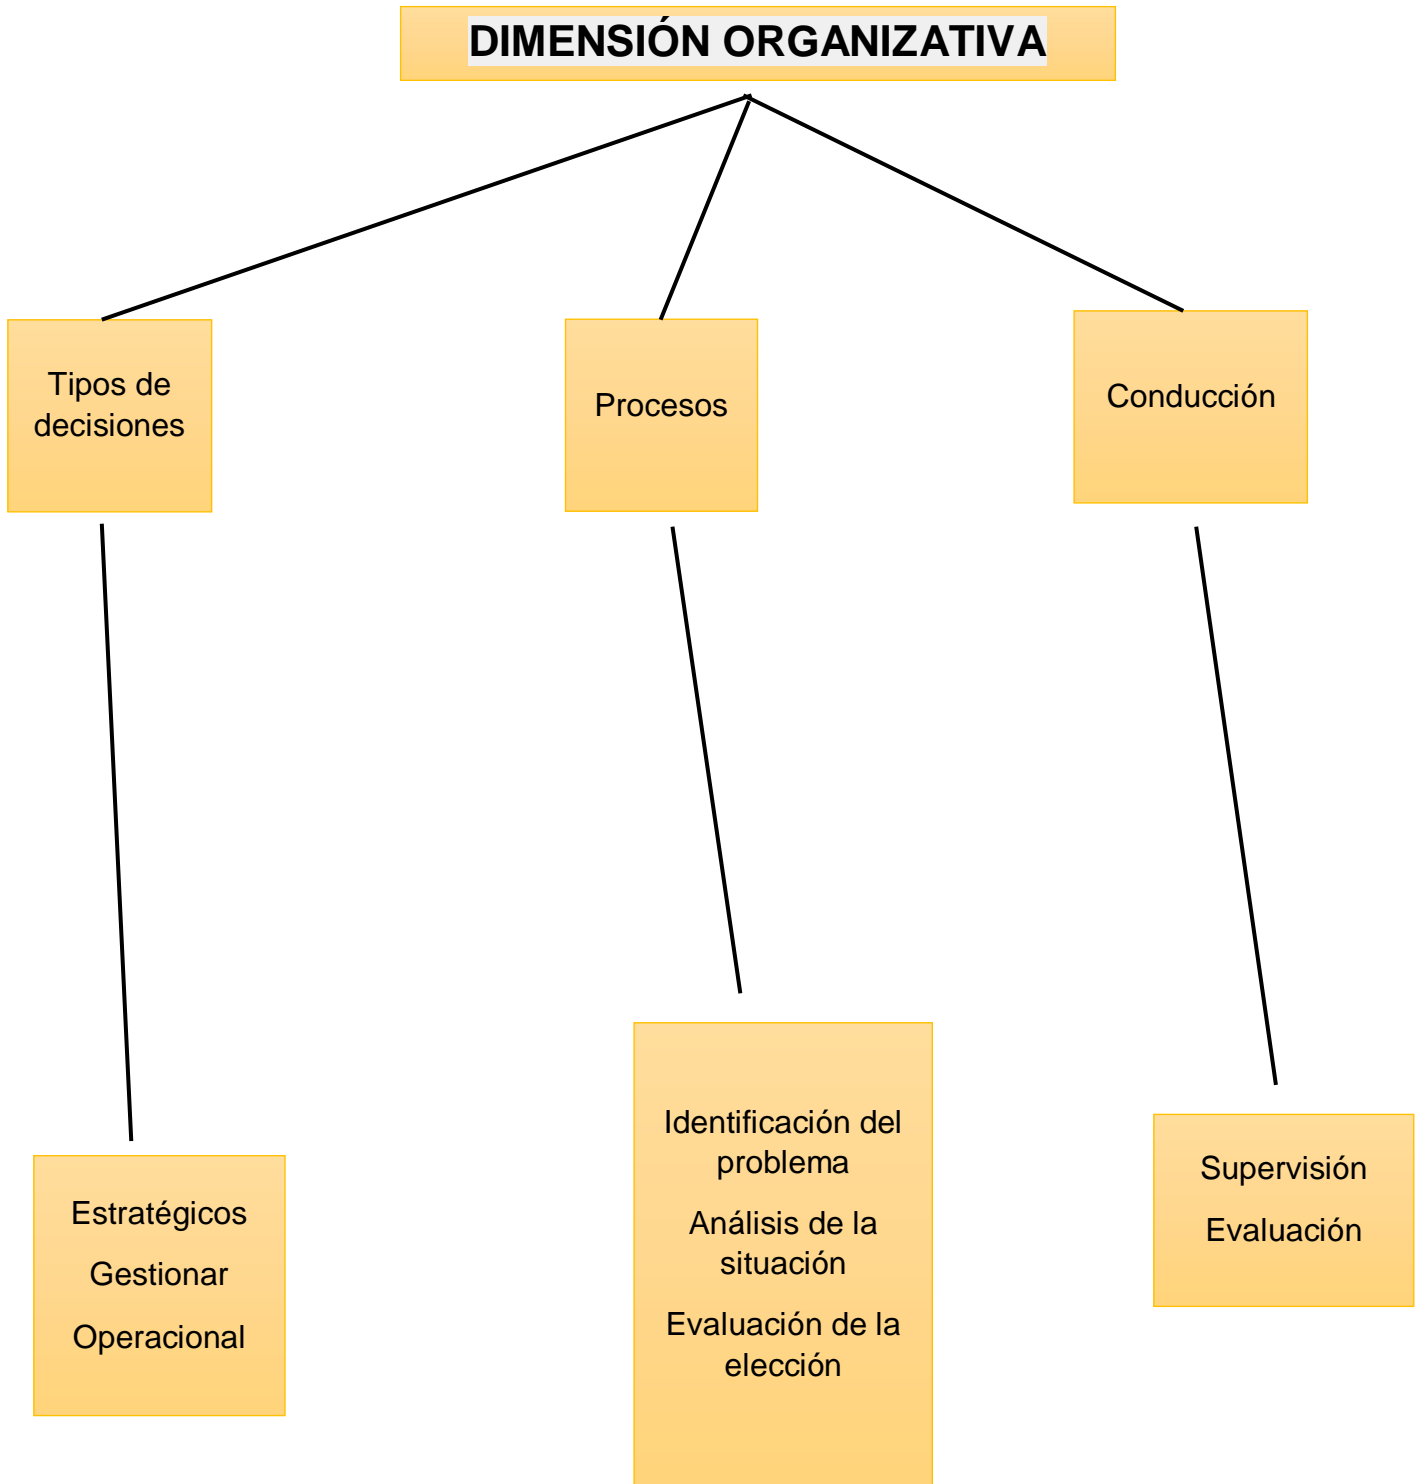 DIMENSIÓN ORGANIZATIVA
Tipos de
decisiones
Procesos
Conducción
Estratégicos
Gestionar
Operacional
Identificación del
problema
Análisis de la
situación
Evaluación de la
elección
Supervisión
Evaluación